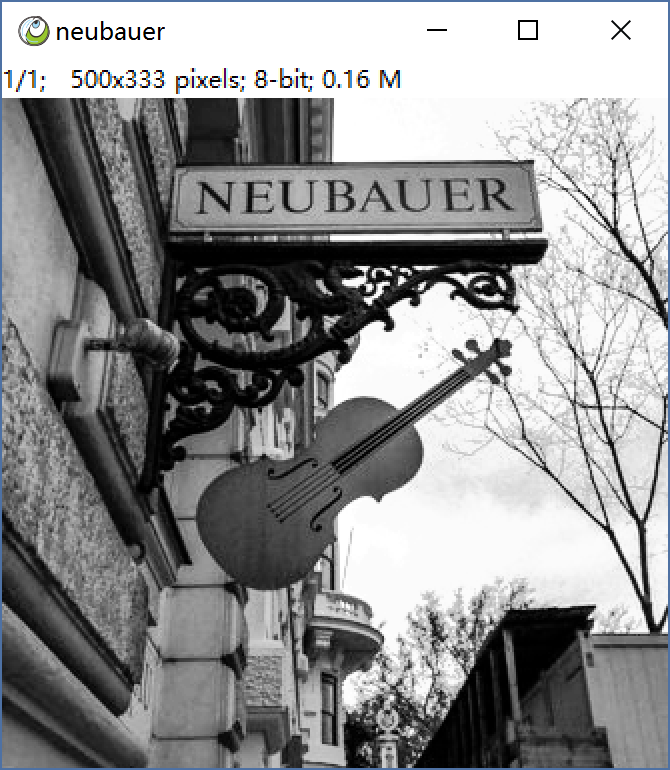 neubauer
1/1; 500x333 pixels; 8-bit; 0.16 M
NEUBAUER